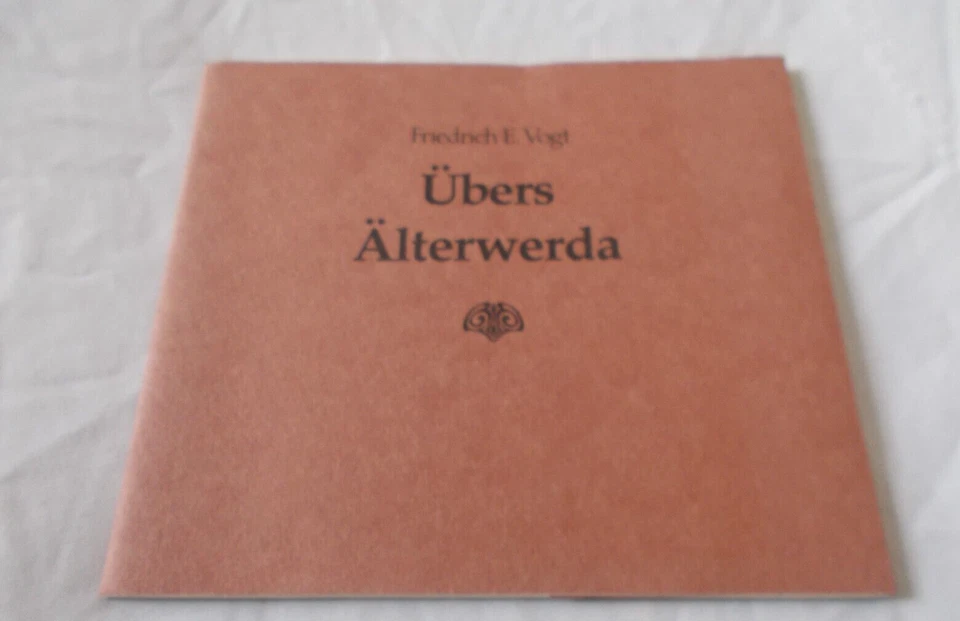 Friedrich E. Vogt
Übers
Älterwerda